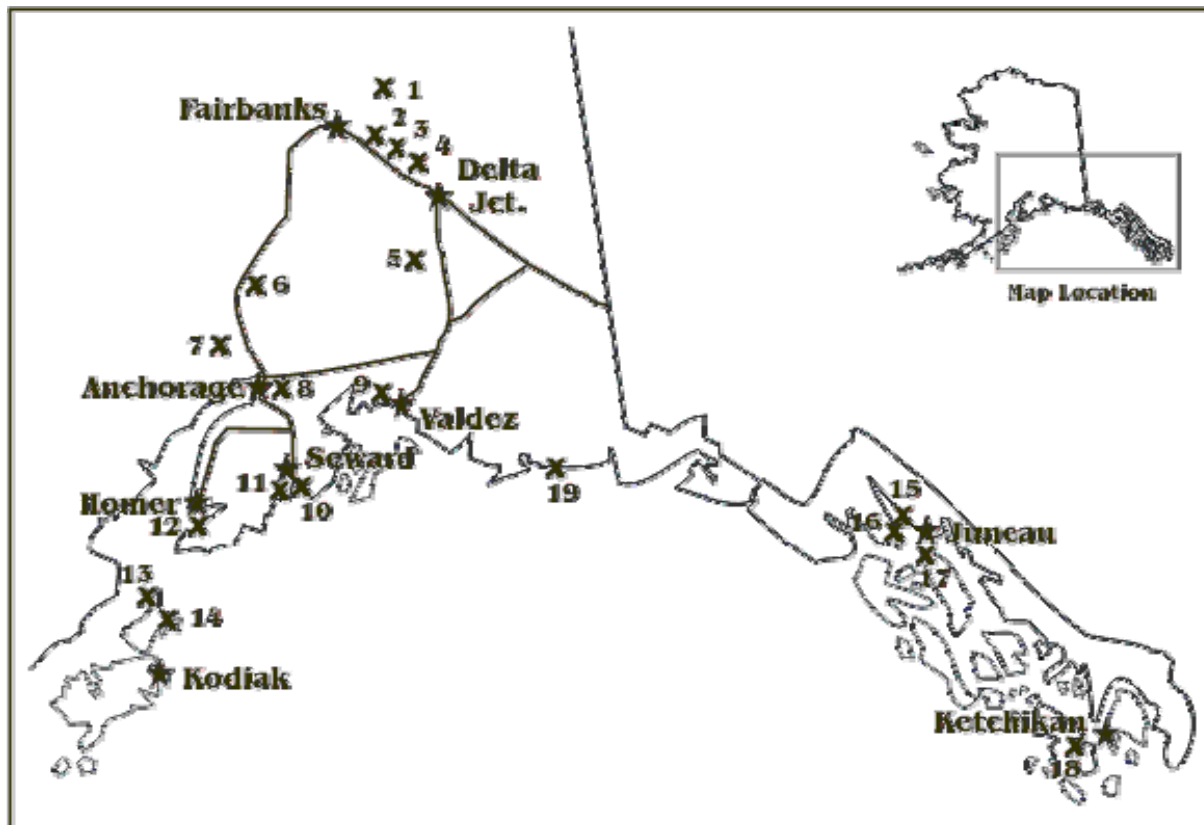 1
Fairbanks
2
3
4
Delta
Jct.
5
6
Map Location
7
Anchorage
8
9
Valdez
Seward
11
10
Homer
12
19
15
16
Juneau
17
13
14
Kodiak
Ketchikan
18